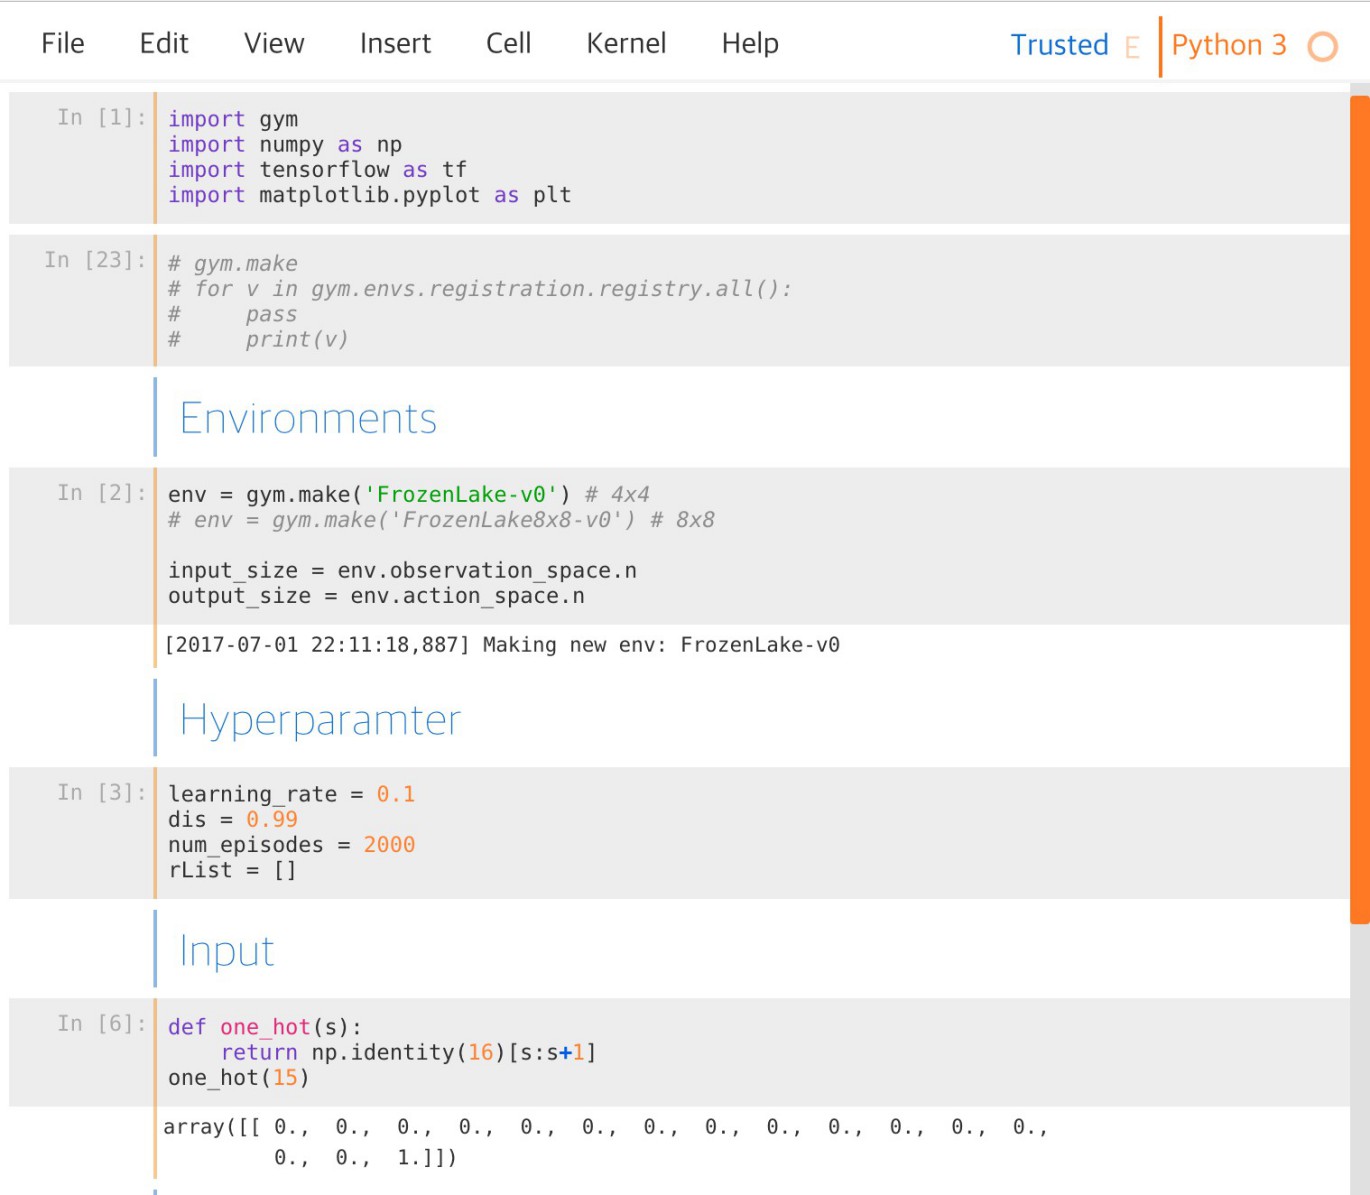 File Edit View Insert Cell Kernel Help Trusted E Python 3
In [1]: import gym
import numpy as np
import tensorflow as tf
import matplotlib.pyplot as plt
In [23]: # gym.make
# for v in gym.envs.registration.registry.all():
#     pass
#     print(v)
Environments
In [2]: env = gym.make('FrozenLake-v0') # 4x4
# env = gym.make('FrozenLake8x8-v0') # 8x8
input_size = env.observation_space.n
output_size = env.action_space.n
[2017-07-01 22:11:18,887] Making new env: FrozenLake-v0
Hyperparamter
In [3]: learning_rate = 0.1
dis = 0.99
num_episodes = 2000
rList = []
Input
In [6]: def one_hot(s):
    return np.identity(16)[s:s+1]
one_hot(15)
array([[ 0.,  0.,  0.,  0.,  0.,  0.,  0.,  0.,  0.,  0.,  0.,  0.,  0.,
         0.,  0.,  1.]])